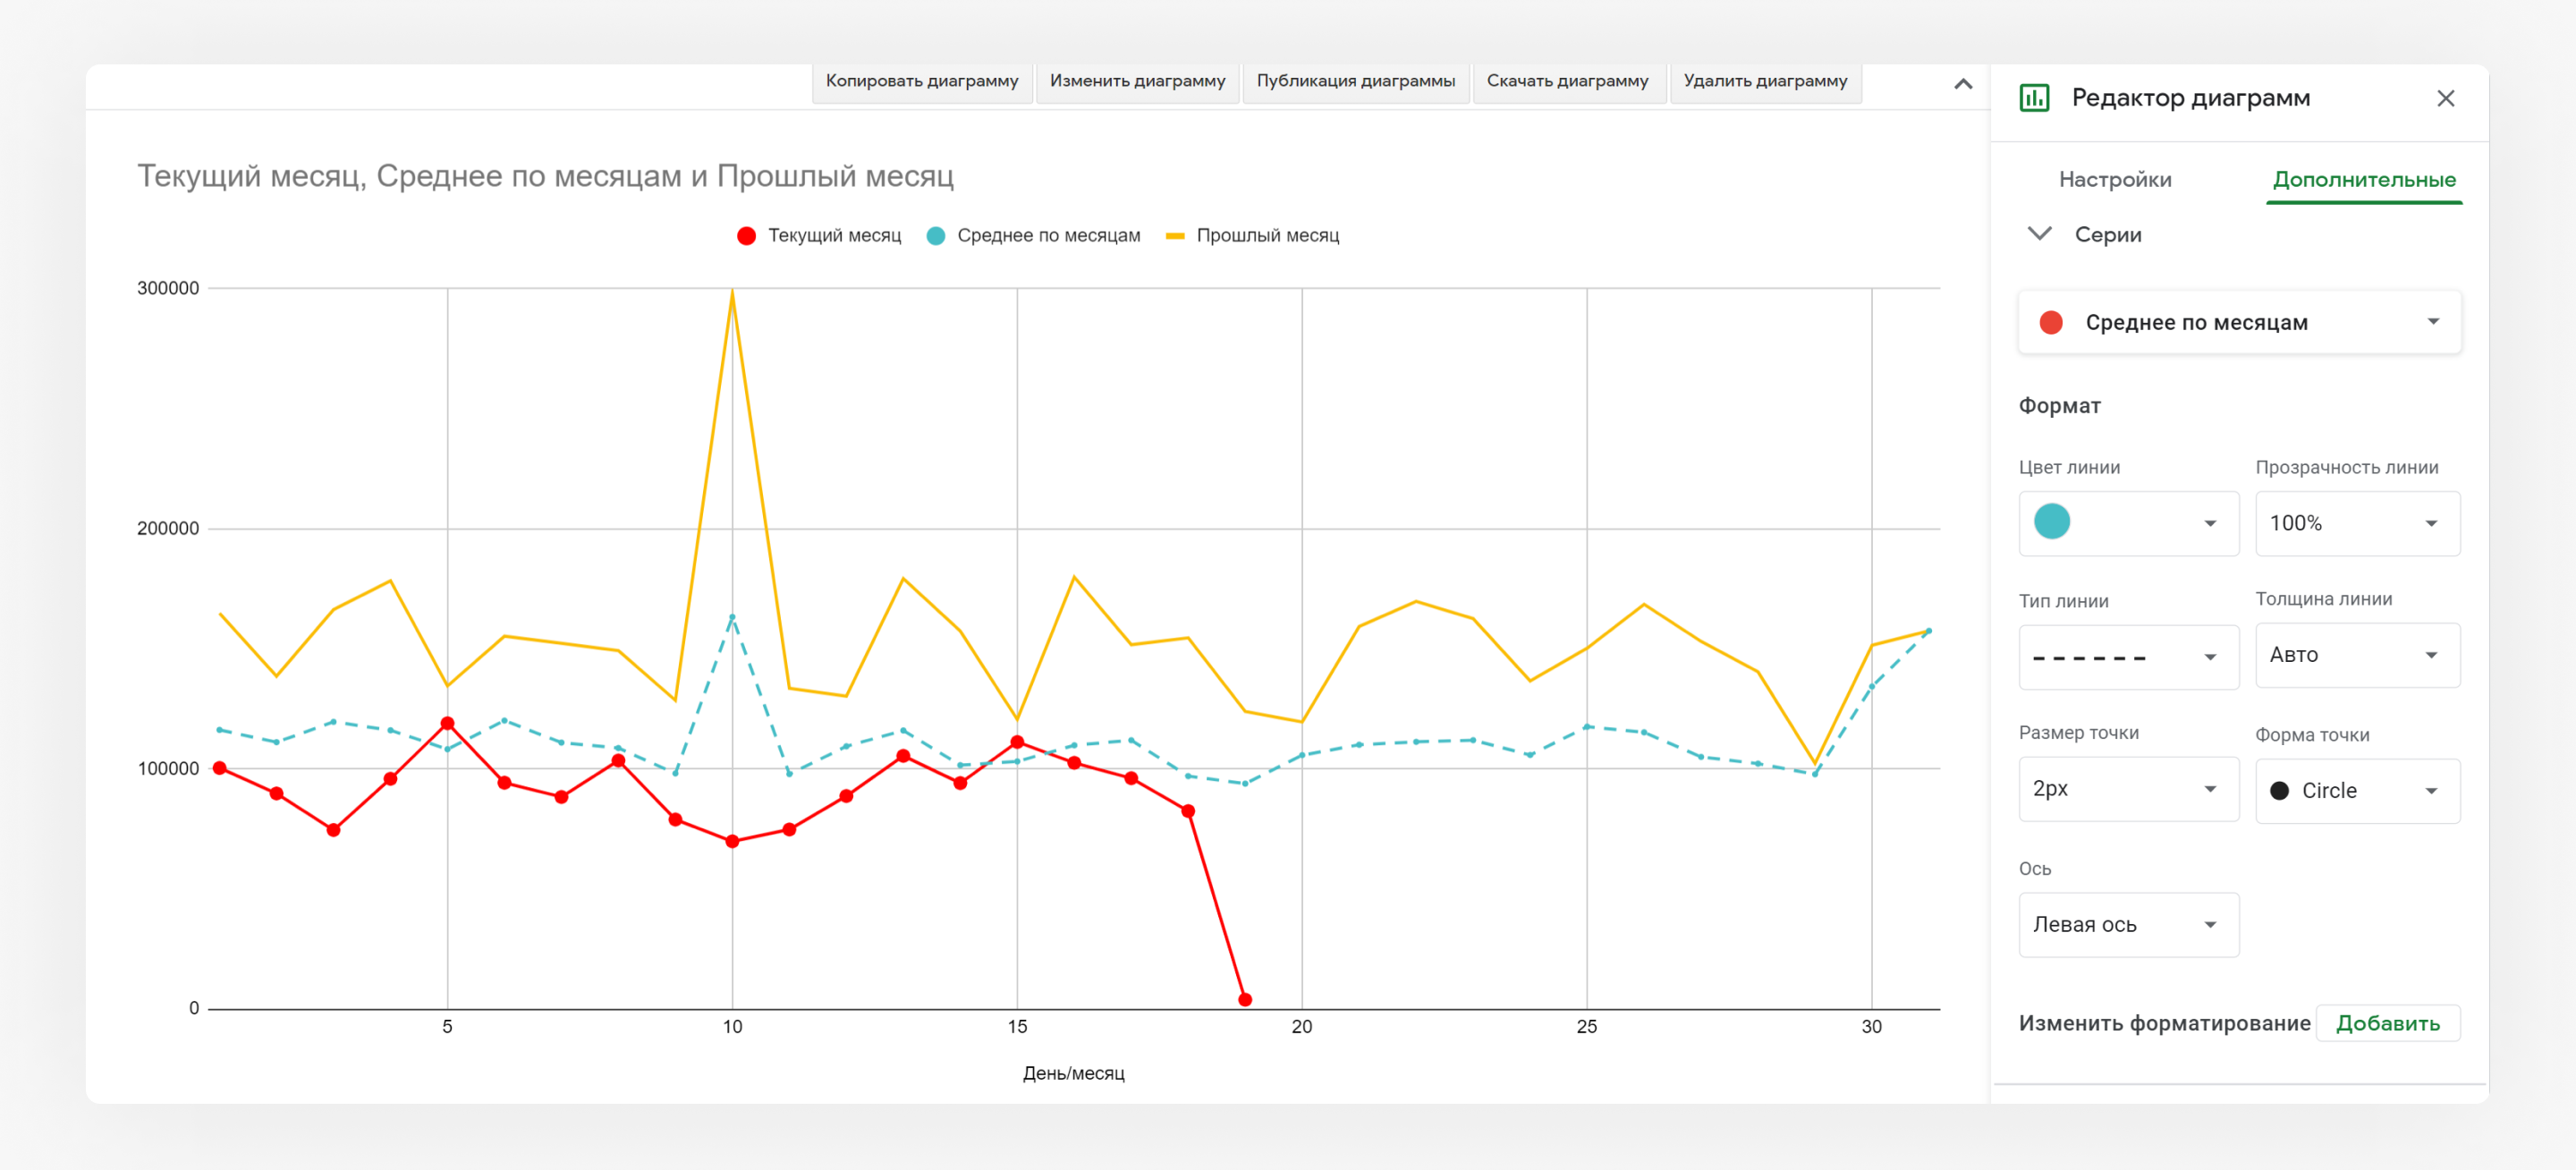 Копировать диаграмму
Изменить диаграмму
Публикация диаграммы
Скачать диаграмму
Удалить диаграмму
Текущий месяц, Среднее по месяцам и Прошлый месяц
Текущий месяц
Среднее по месяцам
Прошлый месяц
300000
200000
100000
0
5
10
15
20
25
30
День/месяц
Редактор диаграмм
Настройки
Дополнительные
Серии
Среднее по месяцам
Формат
Цвет линии
Прозрачность линии
100%
Тип линии
Толщина линии
Авто
Размер точки
Форма точки
2px
Circle
Ось
Левая ось
Изменить форматирование
Добавить